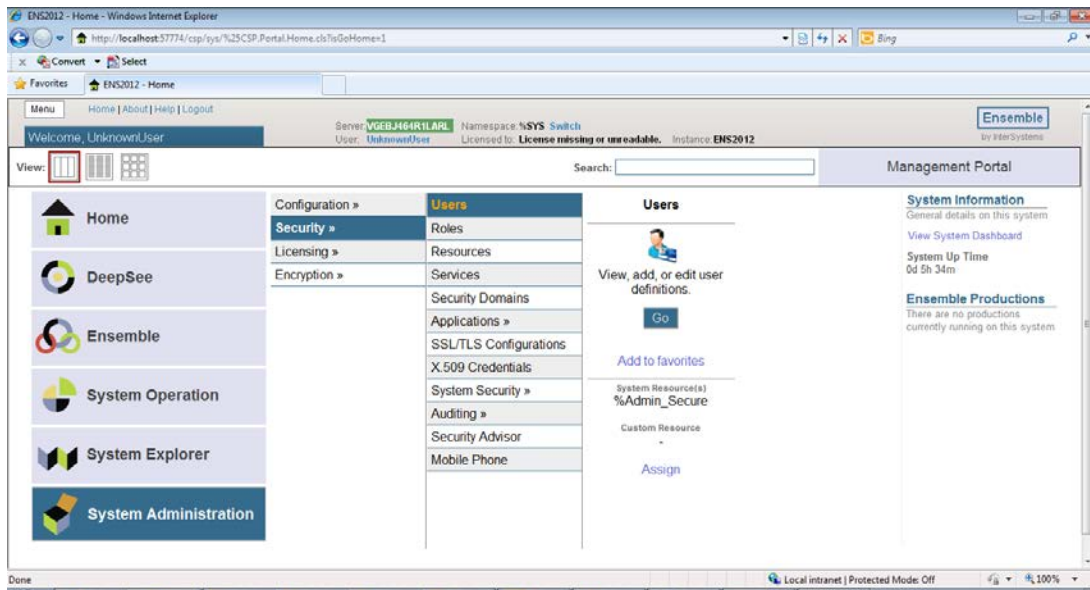 ENS2012 - Home - Windows Internet Explorer
http://localhost:57774/csp/sys/%25CSP.Portal.Home.cls?isGoHome=1
Bing
x Convert Select
Favorites ENS2012 - Home
Menu Home | About | Help | Logout
Welcome, UnknownUser
Server: VGEBJ464R1LARL Namespace: %SYS Switch
User: UnknownUser Licensed to: License missing or unreadable. Instance: ENS2012
Ensemble
by InterSystems
View:
Search:
Management Portal
Home
DeepSee
Ensemble
System Operation
System Explorer
System Administration
Configuration »
Security »
Licensing »
Encryption »
Users
Roles
Resources
Services
Security Domains
Applications »
SSL/TLS Configurations
X.509 Credentials
System Security »
Auditing »
Security Advisor
Mobile Phone
Users
View, add, or edit user
definitions.
Go
Add to favorites
System Resource(s)
%Admin_Secure
Custom Resource
-
Assign
System Information
General details on this system
View System Dashboard
System Up Time
0d 5h 34m
Ensemble Productions
There are no productions
currently running on this system
Done
Local intranet | Protected Mode: Off
100%